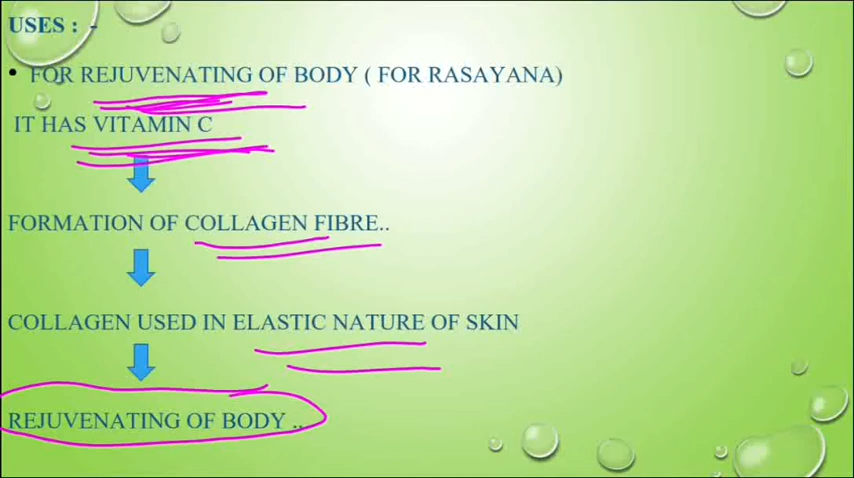 USES : -
• FOR REJUVENATING OF BODY ( FOR RASAYANA)
IT HAS VITAMIN C
FORMATION OF COLLAGEN FIBRE..
COLLAGEN USED IN ELASTIC NATURE OF SKIN
REJUVENATING OF BODY ..